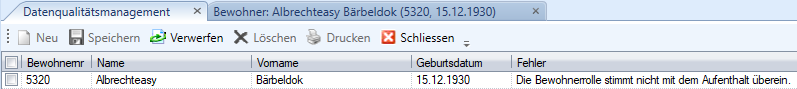 Datenqualitätsmanagement Bewohner: Albrechteasy Bärbeldok (5320, 15.12.1930)
Neu Speichern Verwerfen Löschen Drucken Schliessen
Bewohnernr Name Vorname Geburtsdatum Fehler
5320 Albrechteasy Bärbeldok 15.12.1930 Die Bewohnerrolle stimmt nicht mit dem Aufenthalt überein.